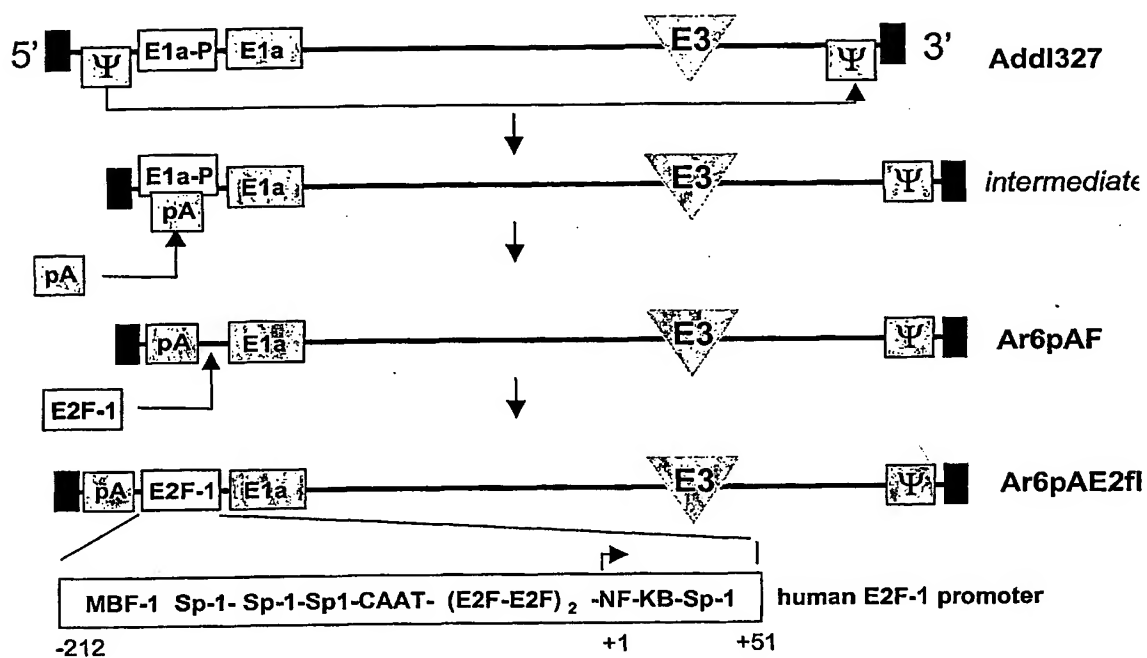 5’ Ψ E1a-P E1a E3 Ψ 3’ Addl327
E1a-P E1a E3 Ψ intermediate
pA
pA
pA E1a E3 Ψ Ar6pAF
E2F-1
pA E2F-1 E1a E3 Ψ Ar6pAE2fF
MBF-1 Sp-1- Sp-1-Sp1-CAAT- (E2F-E2F) 2 -NF-KB-Sp-1 human E2F-1 promoter
-212 +1 +51